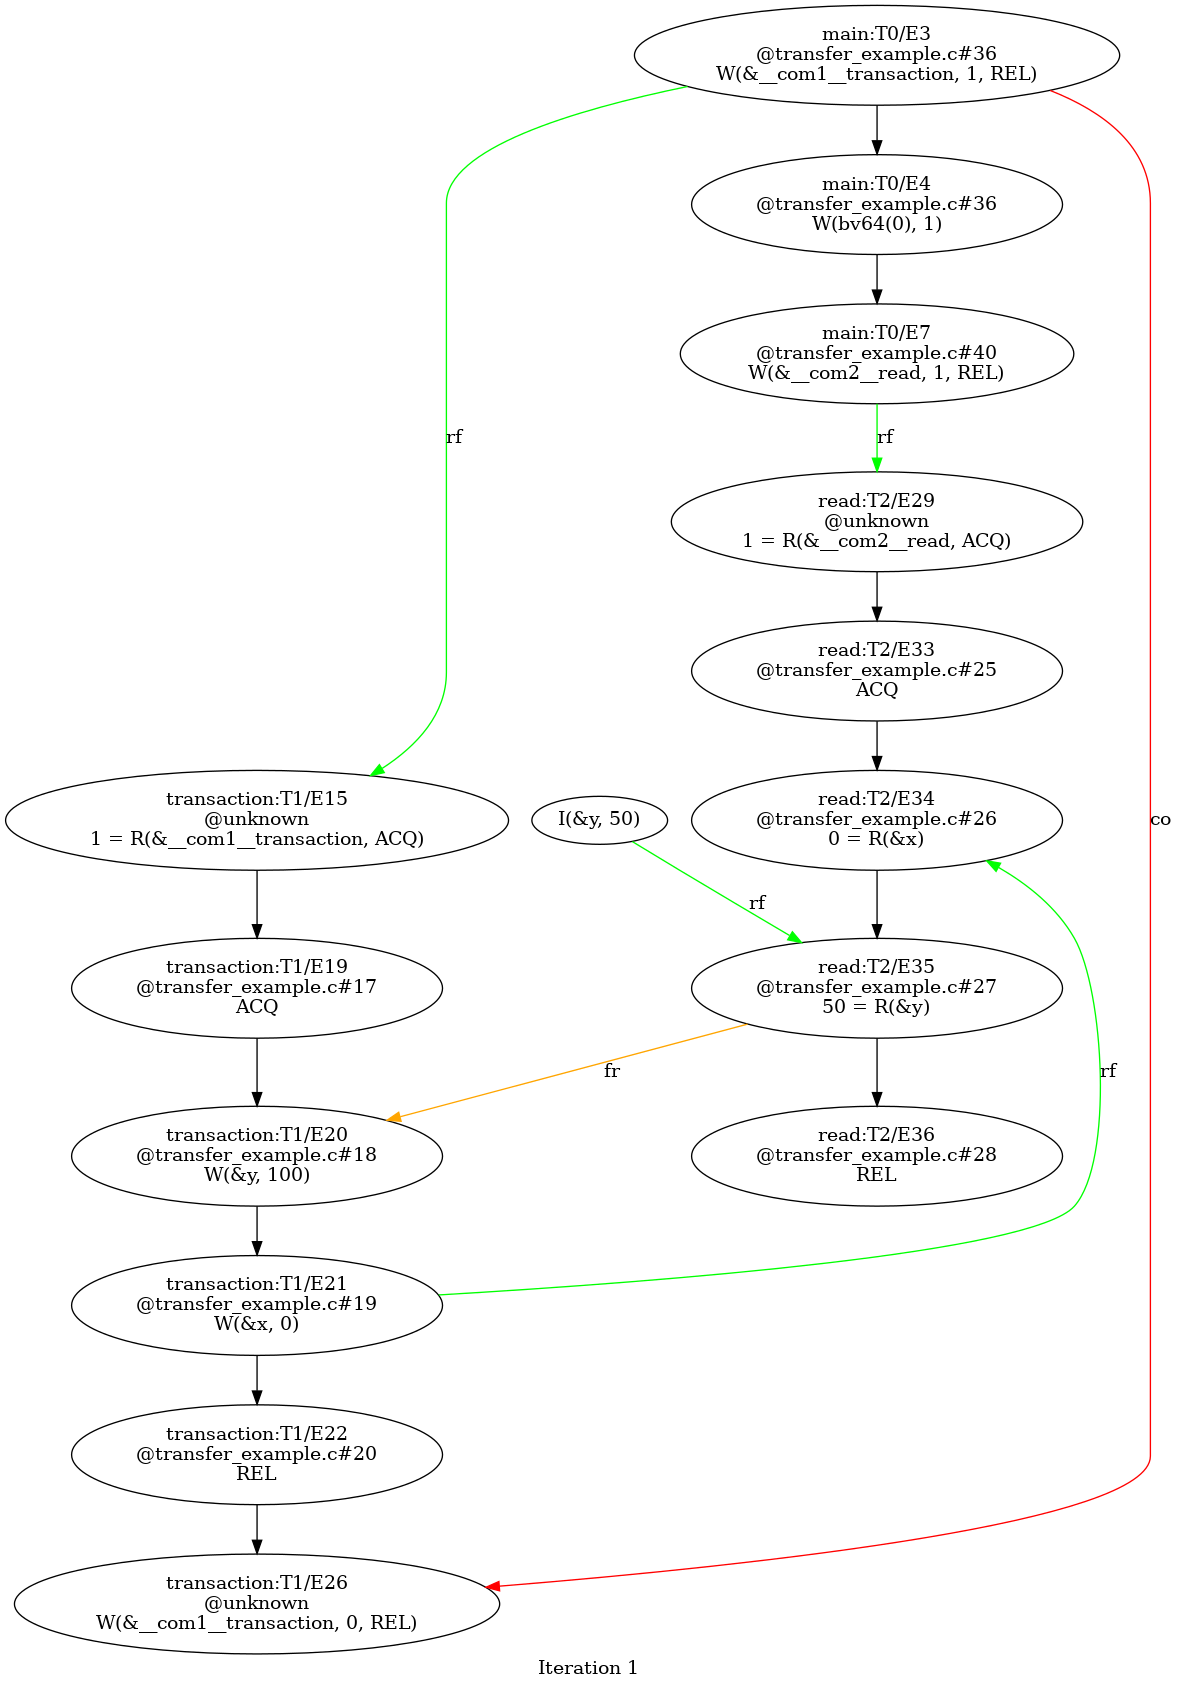 main:T0/E3
@transfer_example.c#36
W(&__com1__transaction, 1, REL)
main:T0/E4
@transfer_example.c#36
W(bv64(0), 1)
main:T0/E7
@transfer_example.c#40
W(&__com2__read, 1, REL)
rf
rf
read:T2/E29
@unknown
1 = R(&__com2__read, ACQ)
read:T2/E33
@transfer_example.c#25
ACQ
transaction:T1/E15
@unknown
1 = R(&__com1__transaction, ACQ)
I(&y, 50)
read:T2/E34
@transfer_example.c#26
0 = R(&x)
co
rf
transaction:T1/E19
@transfer_example.c#17
ACQ
read:T2/E35
@transfer_example.c#27
50 = R(&y)
fr
rf
transaction:T1/E20
@transfer_example.c#18
W(&y, 100)
read:T2/E36
@transfer_example.c#28
REL
transaction:T1/E21
@transfer_example.c#19
W(&x, 0)
transaction:T1/E22
@transfer_example.c#20
REL
transaction:T1/E26
@unknown
W(&__com1__transaction, 0, REL)
Iteration 1